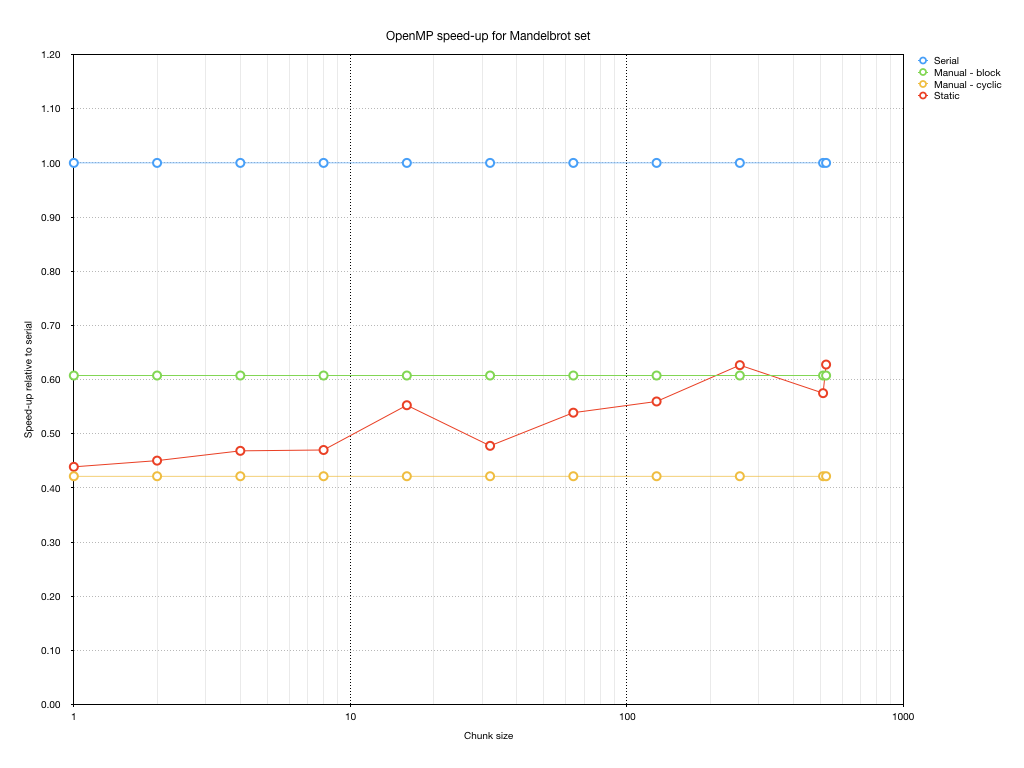 OpenMP speed-up for Mandelbrot set
1.20
1.10
1.00
0.90
0.80
0.70
0.60
0.50
0.40
0.30
0.20
0.10
0.00
Speed-up relative to serial
1
10
100
1000
Chunk size
Serial
Manual - block
Manual - cyclic
Static